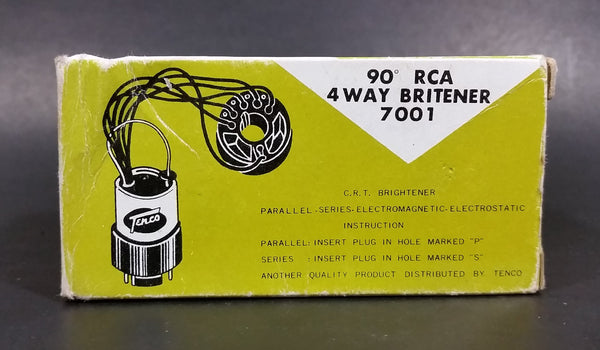 90° RCA
4 WAY BRITENER
7001
Tenco
C.R.T. BRIGHTENER
PARALLEL-SERIES-ELECTROMAGNETIC-ELECTROSTATIC
INSTRUCTION
PARALLEL: INSERT PLUG IN HOLE MARKED "P"
SERIES : INSERT PLUG IN HOLE MARKED "S"
ANOTHER QUALITY PRODUCT DISTRIBUTED BY TENCO